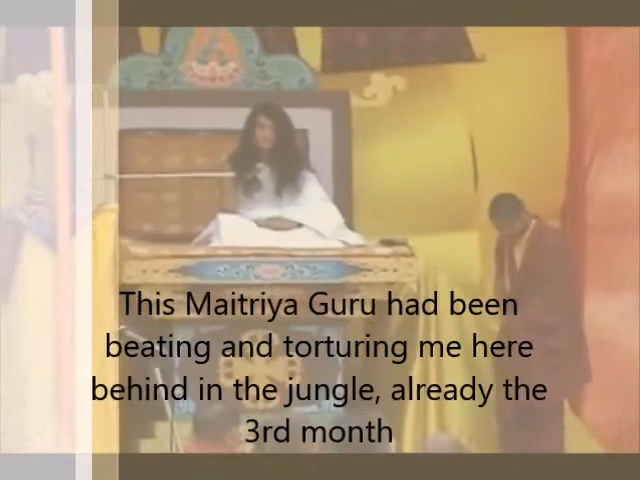 This Maitriya Guru had been
beating and torturing me here
behind in the jungle, already the
3rd month